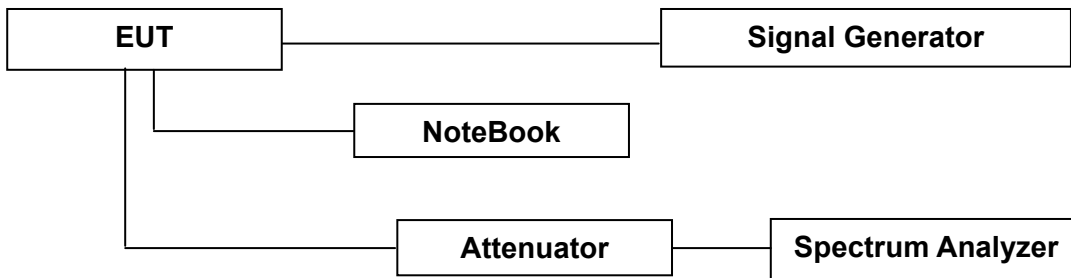 EUT
Signal Generator
NoteBook
Attenuator
Spectrum Analyzer